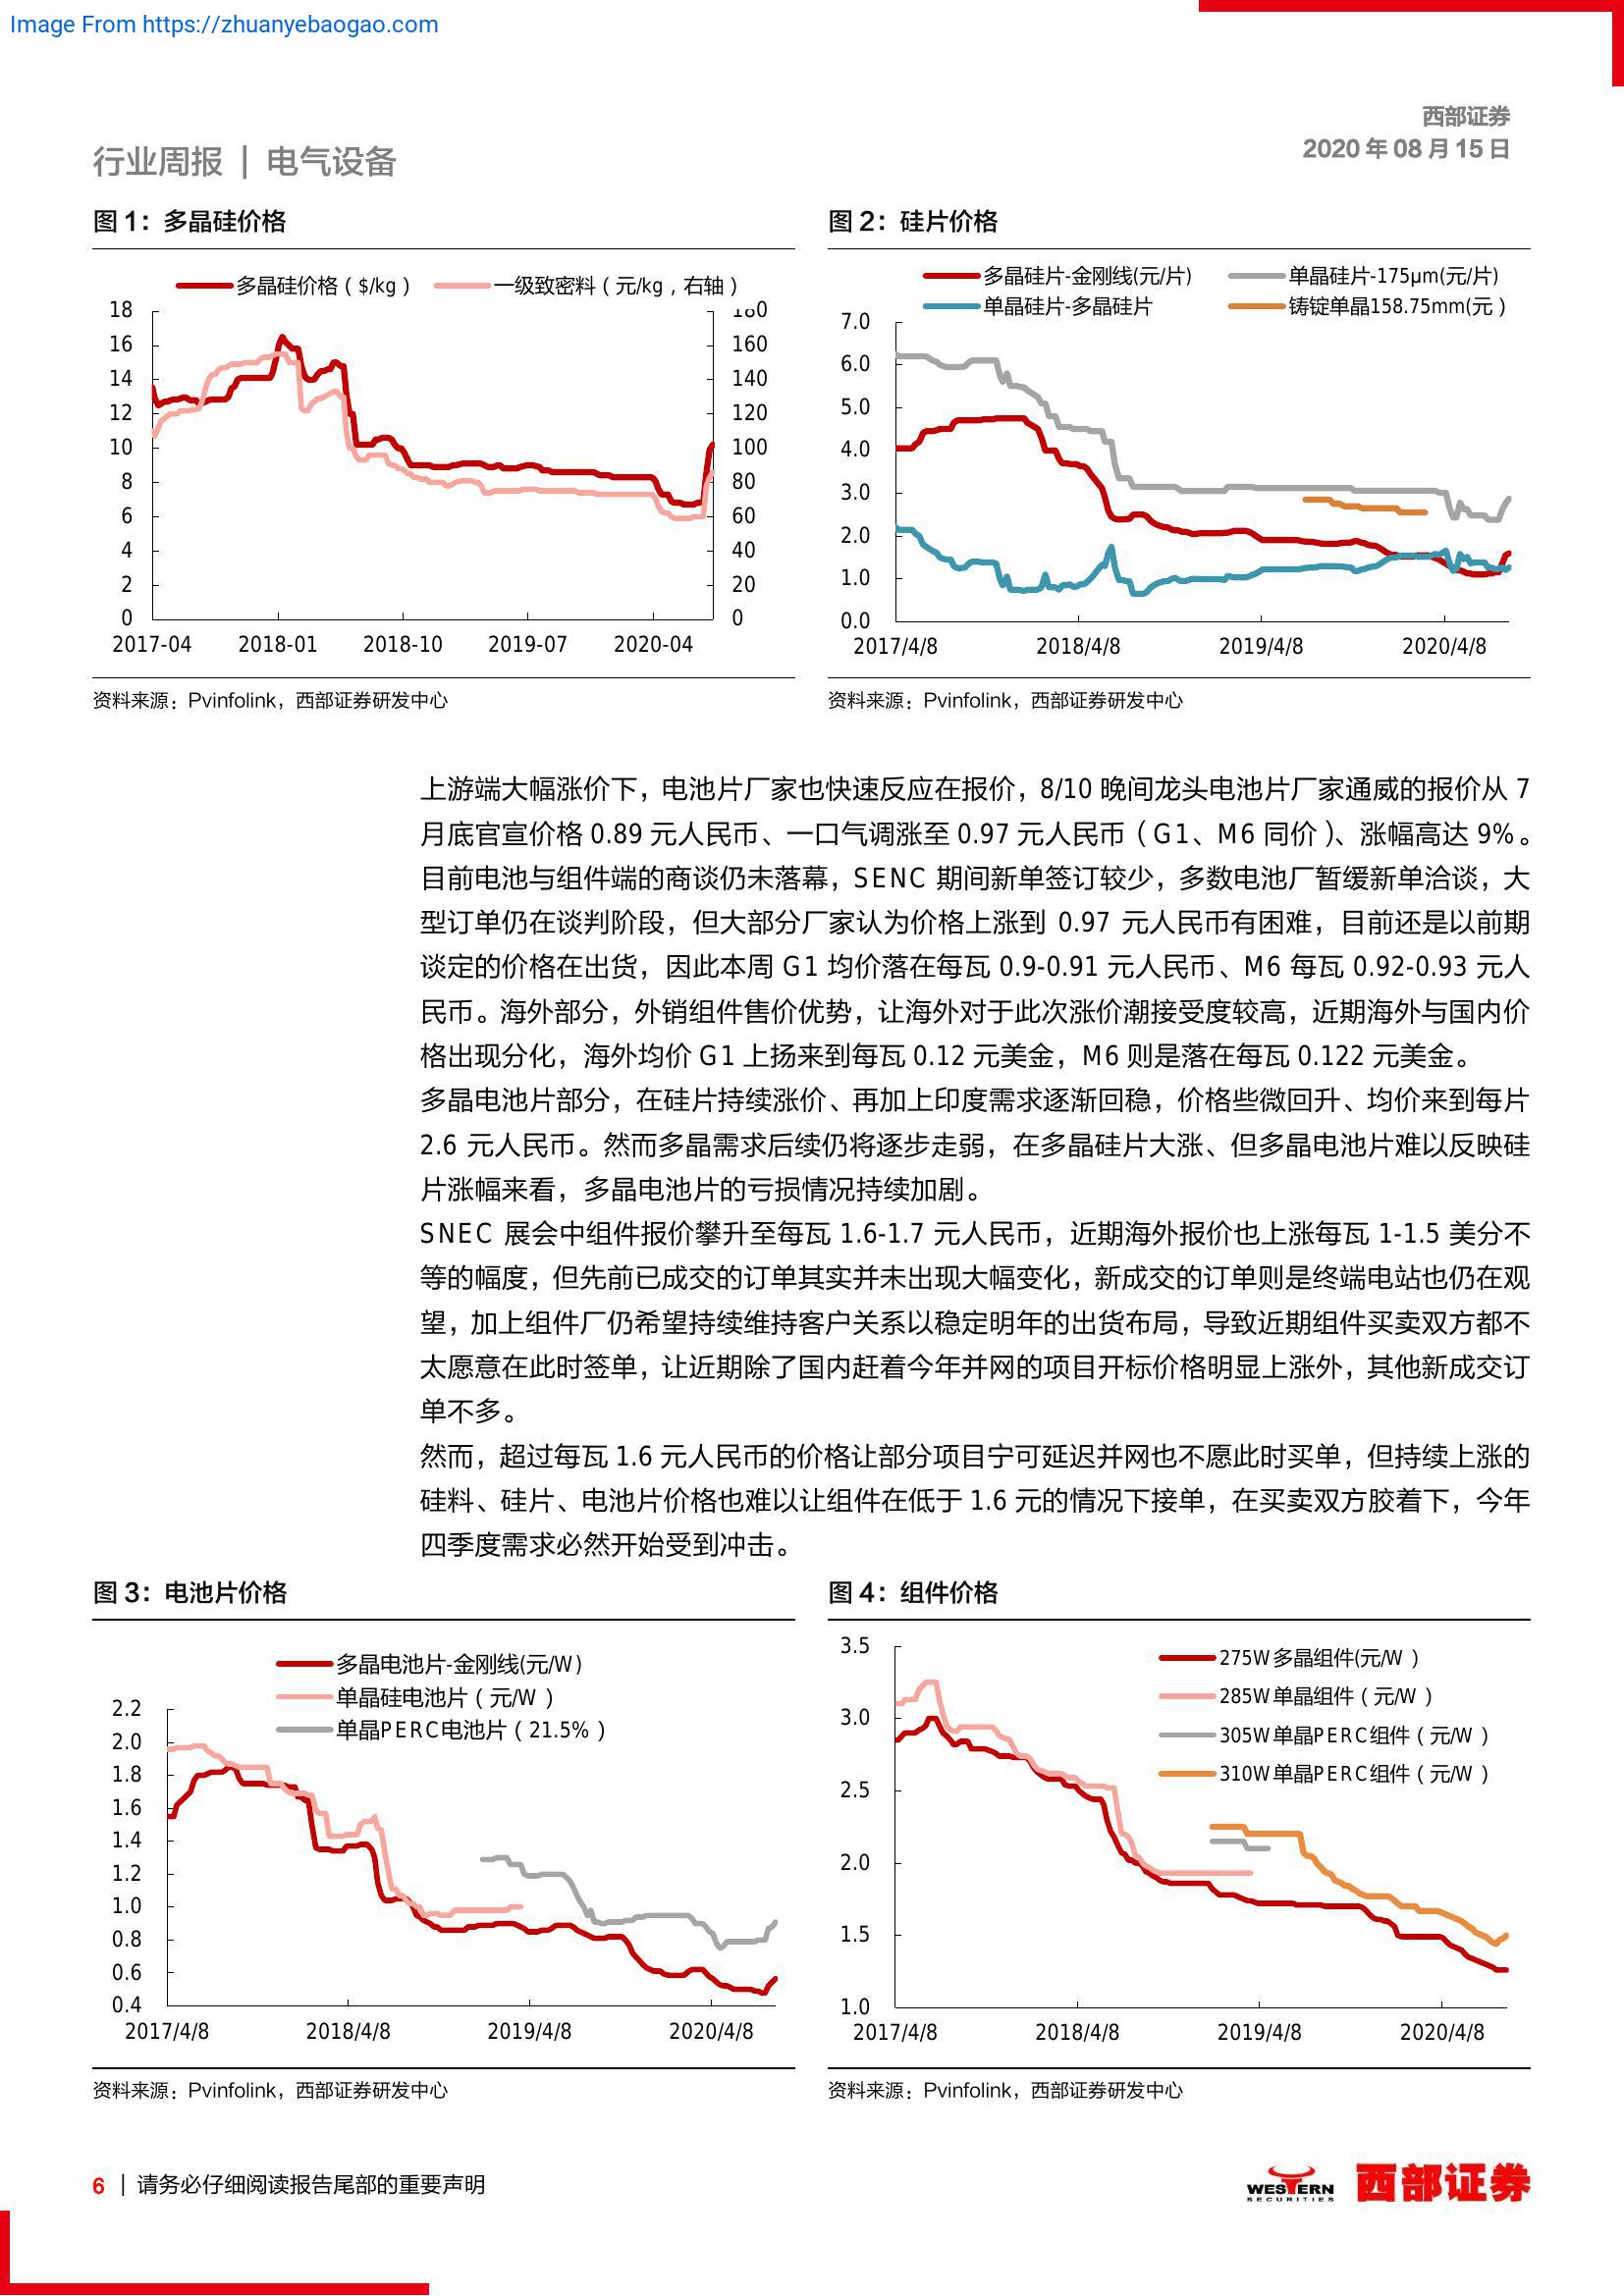 Image From https://zhuanyebaogao.com
西部证券
2020 年 08 月 15 日
行业周报 | 电气设备
图 1：多晶硅价格
多晶硅价格（$/kg） 一级致密料（元/kg，右轴）
18
16
14
12
10
8
6
4
2
0
180
160
140
120
100
80
60
40
20
0
2017-04 2018-01 2018-10 2019-07 2020-04
资料来源：Pvinfolink，西部证券研发中心
图 2：硅片价格
多晶硅片-金刚线(元/片) 单晶硅片-175μm(元/片)
单晶硅片-多晶硅片 铸锭单晶158.75mm(元）
7.0
6.0
5.0
4.0
3.0
2.0
1.0
0.0
2017/4/8 2018/4/8 2019/4/8 2020/4/8
资料来源：Pvinfolink，西部证券研发中心
上游端大幅涨价下，电池片厂家也快速反应在报价，8/10 晚间龙头电池片厂家通威的报价从 7
月底官宣价格 0.89 元人民币、一口气调涨至 0.97 元人民币（G1、M6 同价）、涨幅高达 9%。
目前电池与组件端的商谈仍未落幕，SENC 期间新单签订较少，多数电池厂暂缓新单洽谈，大
型订单仍在谈判阶段，但大部分厂家认为价格上涨到 0.97 元人民币有困难，目前还是以前期
谈定的价格在出货，因此本周 G1 均价落在每瓦 0.9-0.91 元人民币、M6 每瓦 0.92-0.93 元人
民币。海外部分，外销组件售价优势，让海外对于此次涨价潮接受度较高，近期海外与国内价
格出现分化，海外均价 G1 上扬来到每瓦 0.12 元美金，M6 则是落在每瓦 0.122 元美金。
多晶电池片部分，在硅片持续涨价、再加上印度需求逐渐回稳，价格些微回升、均价来到每片
2.6 元人民币。然而多晶需求后续仍将逐步走弱，在多晶硅片大涨、但多晶电池片难以反映硅
片涨幅来看，多晶电池片的亏损情况持续加剧。
SNEC 展会中组件报价攀升至每瓦 1.6-1.7 元人民币，近期海外报价也上涨每瓦 1-1.5 美分不
等的幅度，但先前已成交的订单其实并未出现大幅变化，新成交的订单则是终端电站也仍在观
望，加上组件厂仍希望持续维持客户关系以稳定明年的出货布局，导致近期组件买卖双方都不
太愿意在此时签单，让近期除了国内赶着今年并网的项目开标价格明显上涨外，其他新成交订
单不多。
然而，超过每瓦 1.6 元人民币的价格让部分项目宁可延迟并网也不愿此时买单，但持续上涨的
硅料、硅片、电池片价格也难以让组件在低于 1.6 元的情况下接单，在买卖双方胶着下，今年
四季度需求必然开始受到冲击。
图 3：电池片价格
多晶电池片-金刚线(元/W)
单晶硅电池片（元/W）
单晶PERC电池片（21.5%）
2.2
2.0
1.8
1.6
1.4
1.2
1.0
0.8
0.6
0.4
2017/4/8 2018/4/8 2019/4/8 2020/4/8
资料来源：Pvinfolink，西部证券研发中心
图 4：组件价格
275W多晶组件(元/W）
285W单晶组件（元/W）
305W单晶PERC组件（元/W）
310W单晶PERC组件（元/W）
3.5
3.0
2.5
2.0
1.5
1.0
2017/4/8 2018/4/8 2019/4/8 2020/4/8
资料来源：Pvinfolink，西部证券研发中心
6 | 请务必仔细阅读报告尾部的重要声明
WESTERN
SECURITIES
西部证券